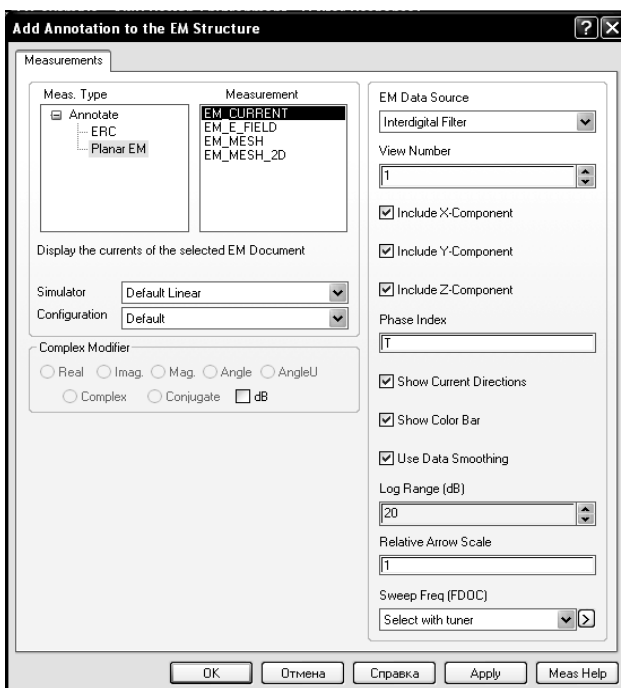 Add Annotation to the EM Structure
Measurements
Meas. Type
Measurement
Annotate
ERC
Planar EM
EM_CURRENT
EM_E_FIELD
EM_MESH
EM_MESH_2D
Display the currents of the selected EM Document
Simulator
Default Linear
Configuration
Default
Complex Modifier
Real Imag. Mag. Angle AngleU
Complex Conjugate dB
EM Data Source
Interdigital Filter
View Number
1
Include X-Component
Include Y-Component
Include Z-Component
Phase Index
T
Show Current Directions
Show Color Bar
Use Data Smoothing
Log Range (dB)
20
Relative Arrow Scale
1
Sweep Freq (FDOC)
Select with tuner
OK Отмена Справка Apply Meas Help